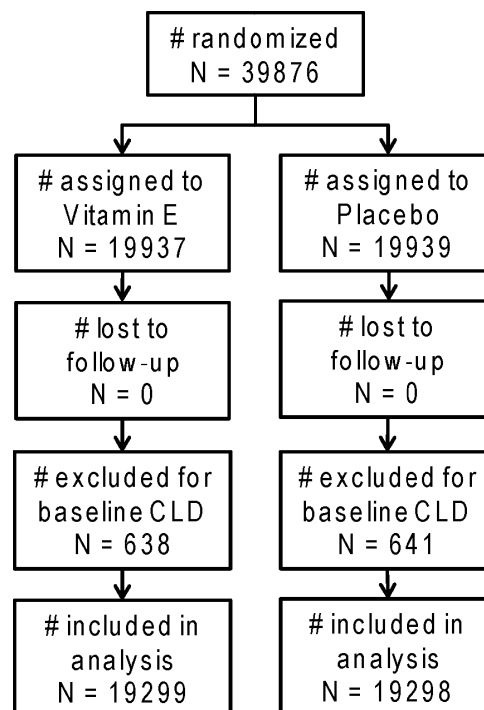 # randomized
N = 39876
# assigned to
Vitamin E
N = 19937
# assigned to
Placebo
N = 19939
# lost to
follow-up
N = 0
# lost to
follow-up
N = 0
# excluded for
baseline CLD
N = 638
# excluded for
baseline CLD
N = 641
# included in
analysis
N = 19299
# included in
analysis
N = 19298